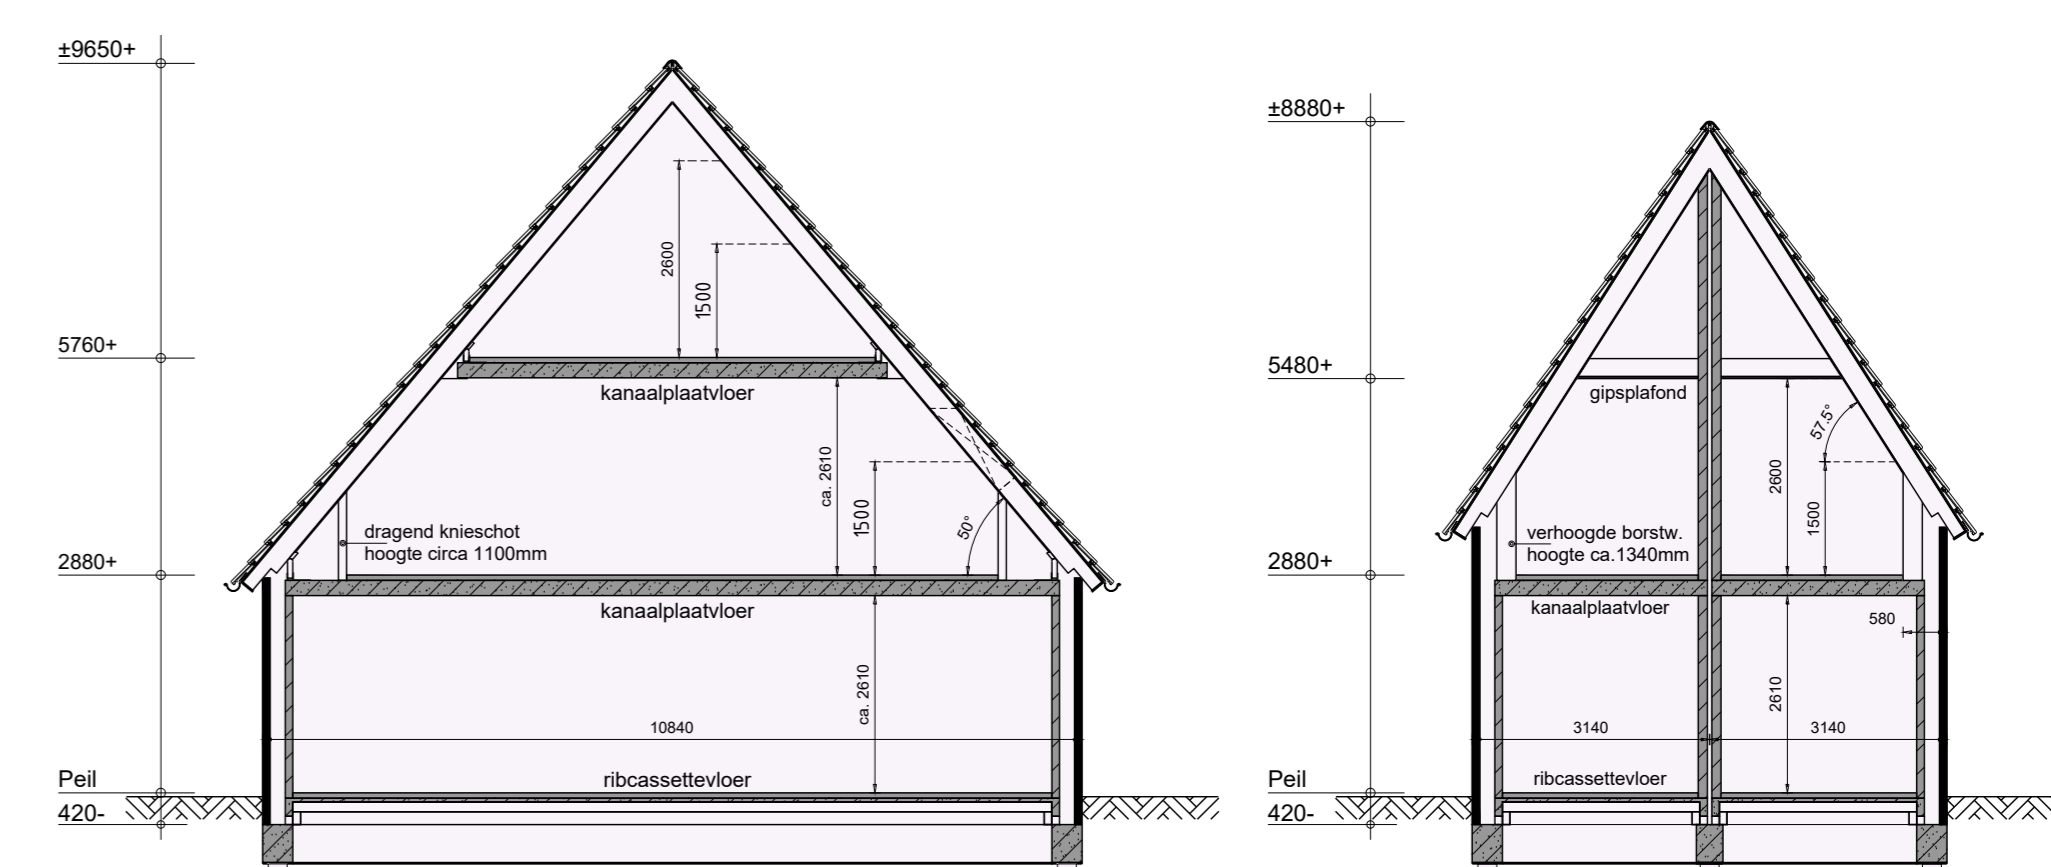 ±9650+
5760+
2880+
Peil
420-
2600
1500
kanaalplaatvloer
ca. 2610
1500
50°
dragend knieschot
hoogte circa 1100mm
kanaalplaatvloer
ca. 2610
10840
ribcassettevloer
±8880+
5480+
2880+
Peil
420-
gipsplafond
57.5°
2600
1500
verhoogde borstw.
hoogte ca.1340mm
kanaalplaatvloer
580
2610
3140
3140
ribcassettevloer